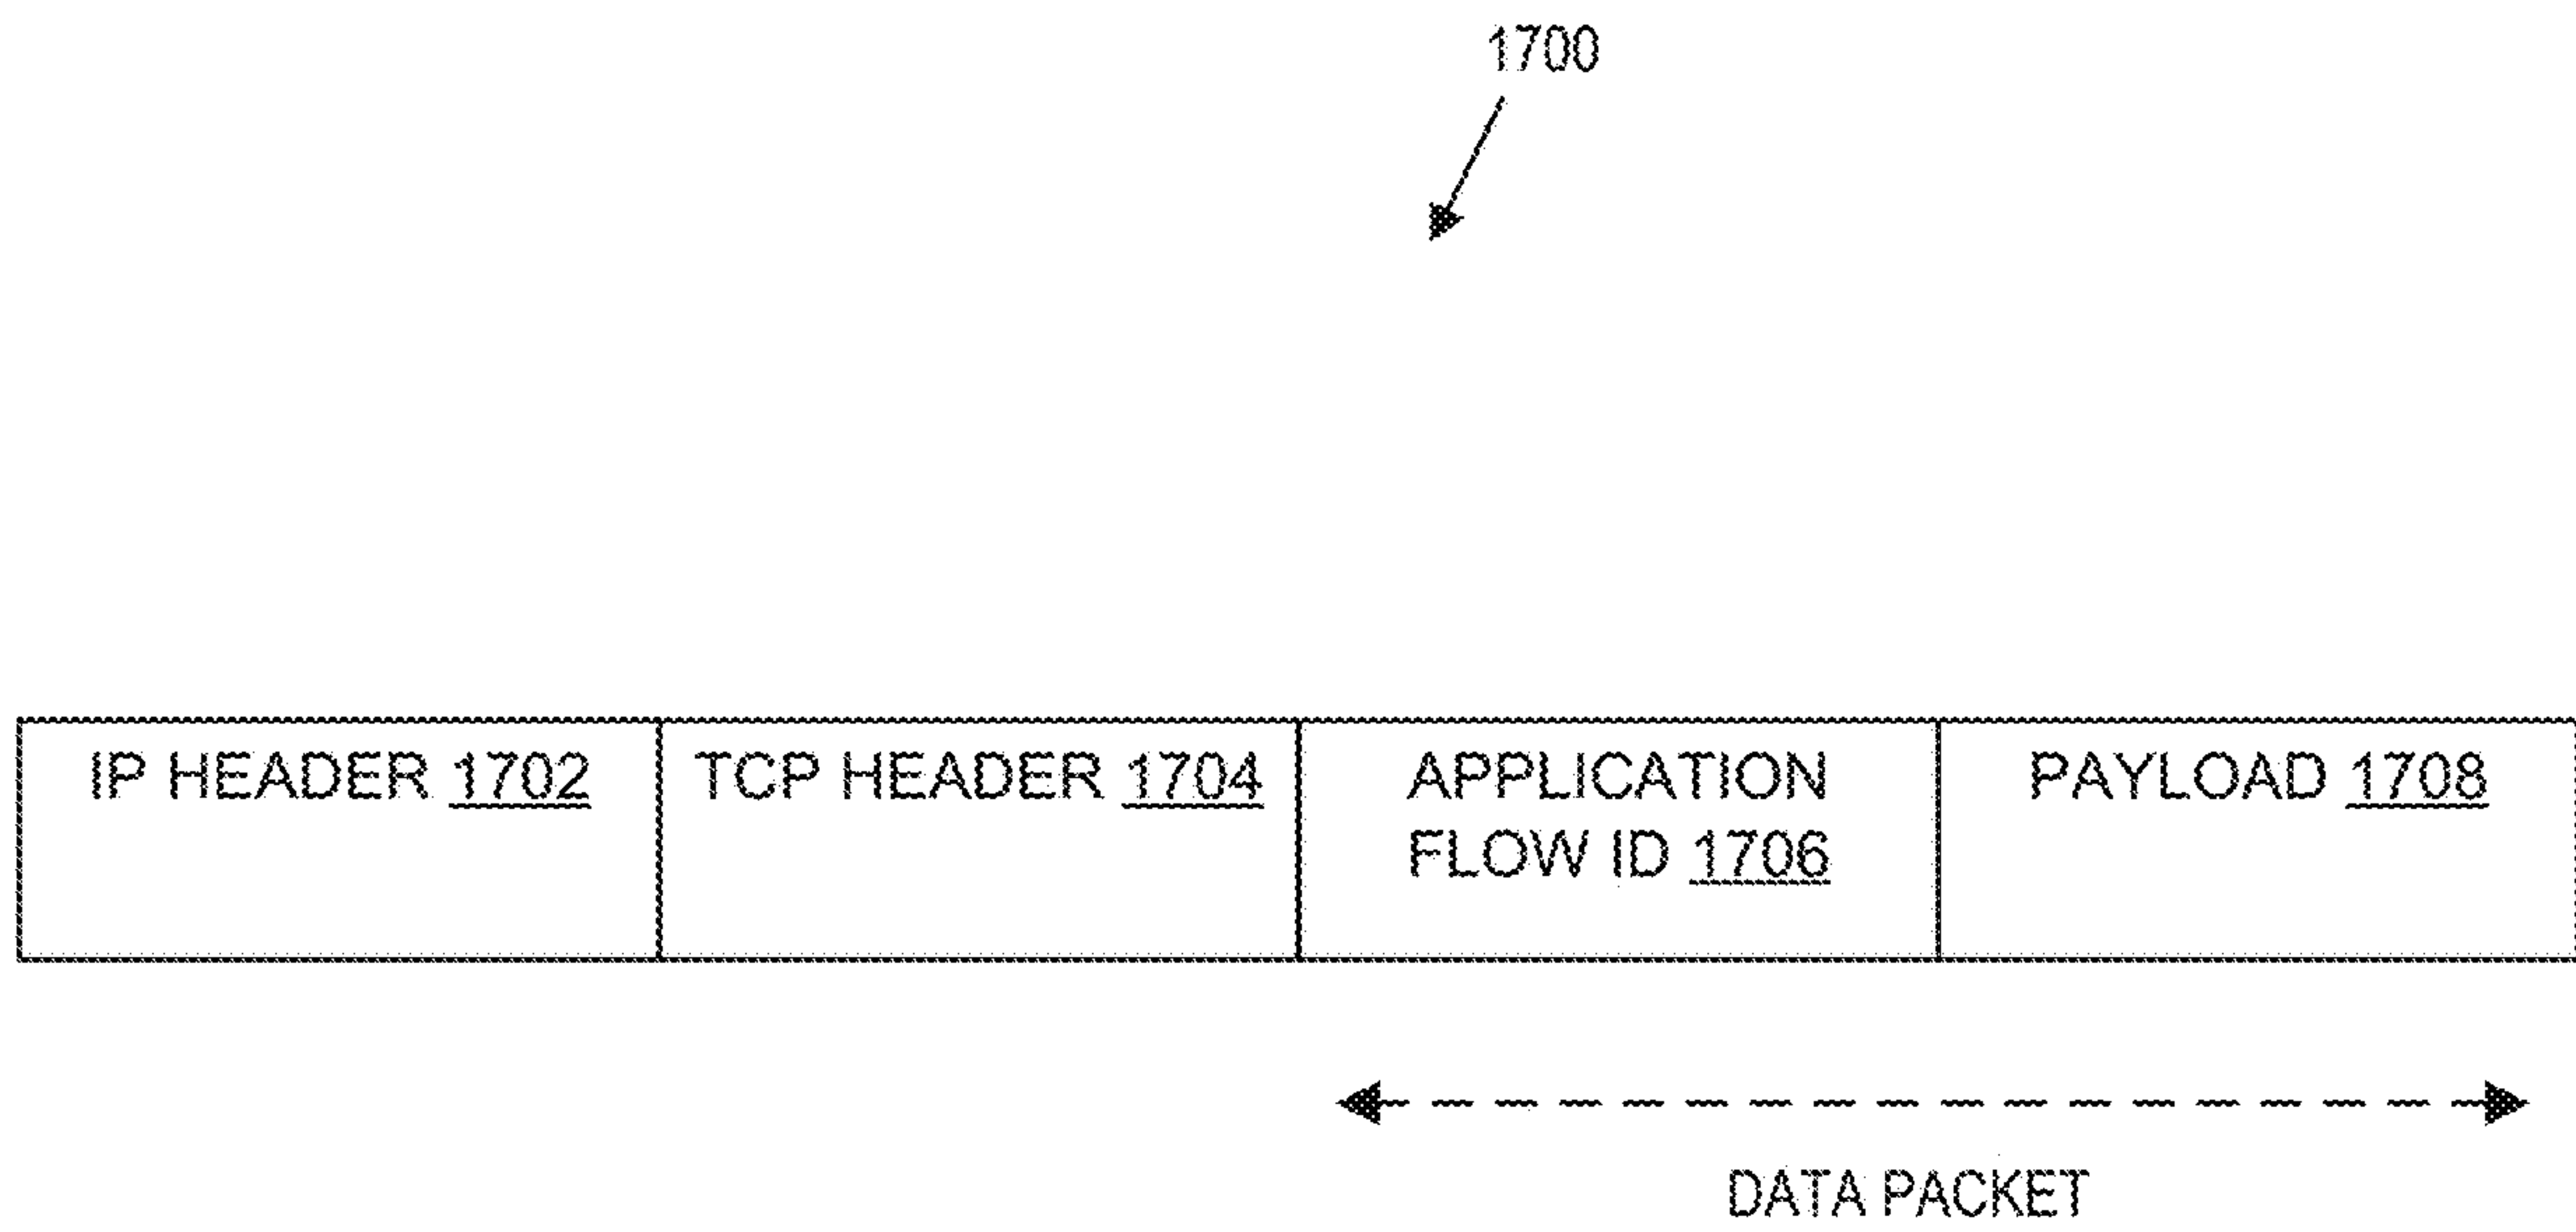 1700
IP HEADER 1702
TCP HEADER 1704
APPLICATION
FLOW ID 1706
PAYLOAD 1708
DATA PACKET